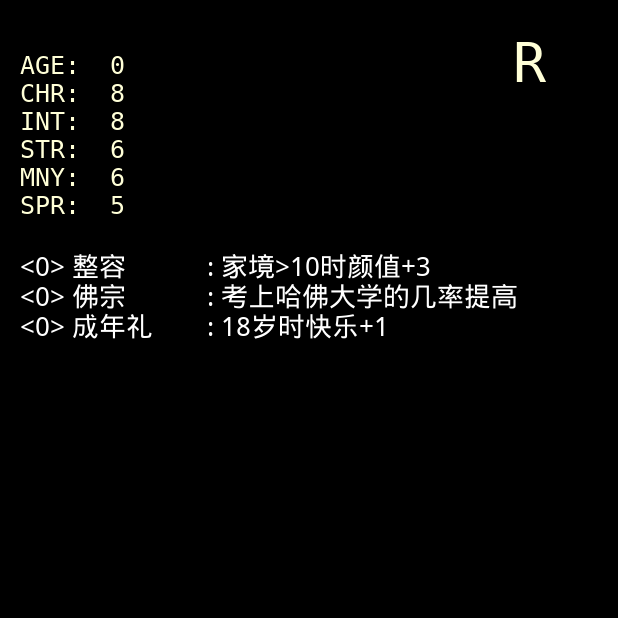 R
AGE: 0
CHR: 8
INT: 8
STR: 6
MNY: 6
SPR: 5
<0> 整容 : 家境>10时颜值+3
<0> 佛宗 : 考上哈佛大学的几率提高
<0> 成年礼 : 18岁时快乐+1